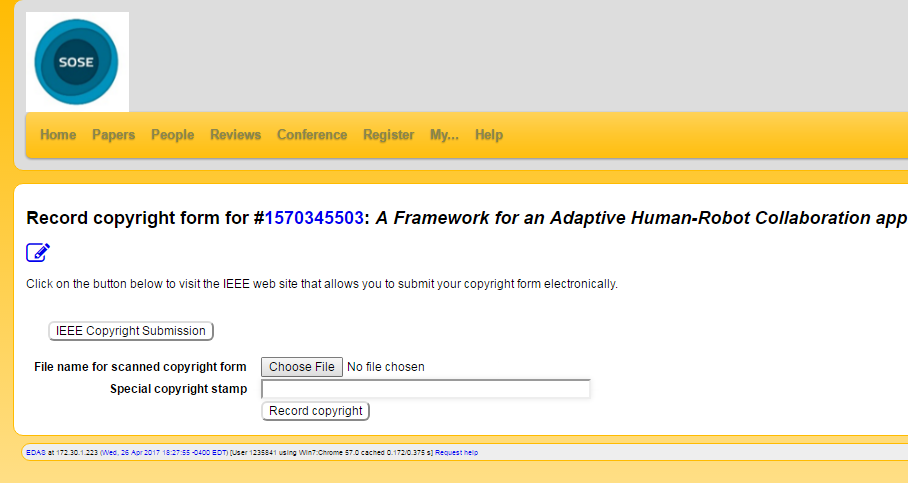 SOSE
Home Papers People Reviews Conference Register My... Help
Record copyright form for #1570345503: A Framework for an Adaptive Human-Robot Collaboration app
Click on the button below to visit the IEEE web site that allows you to submit your copyright form electronically.
IEEE Copyright Submission
File name for scanned copyright form Choose File No file chosen
Special copyright stamp
Record copyright
EDAS at 172.30.1.223 (Wed, 26 Apr 2017 18:27:55 -0400 EDT) [User 1235841 using Win7:Chrome 57.0 cached 0.172/0.375 s] Request help